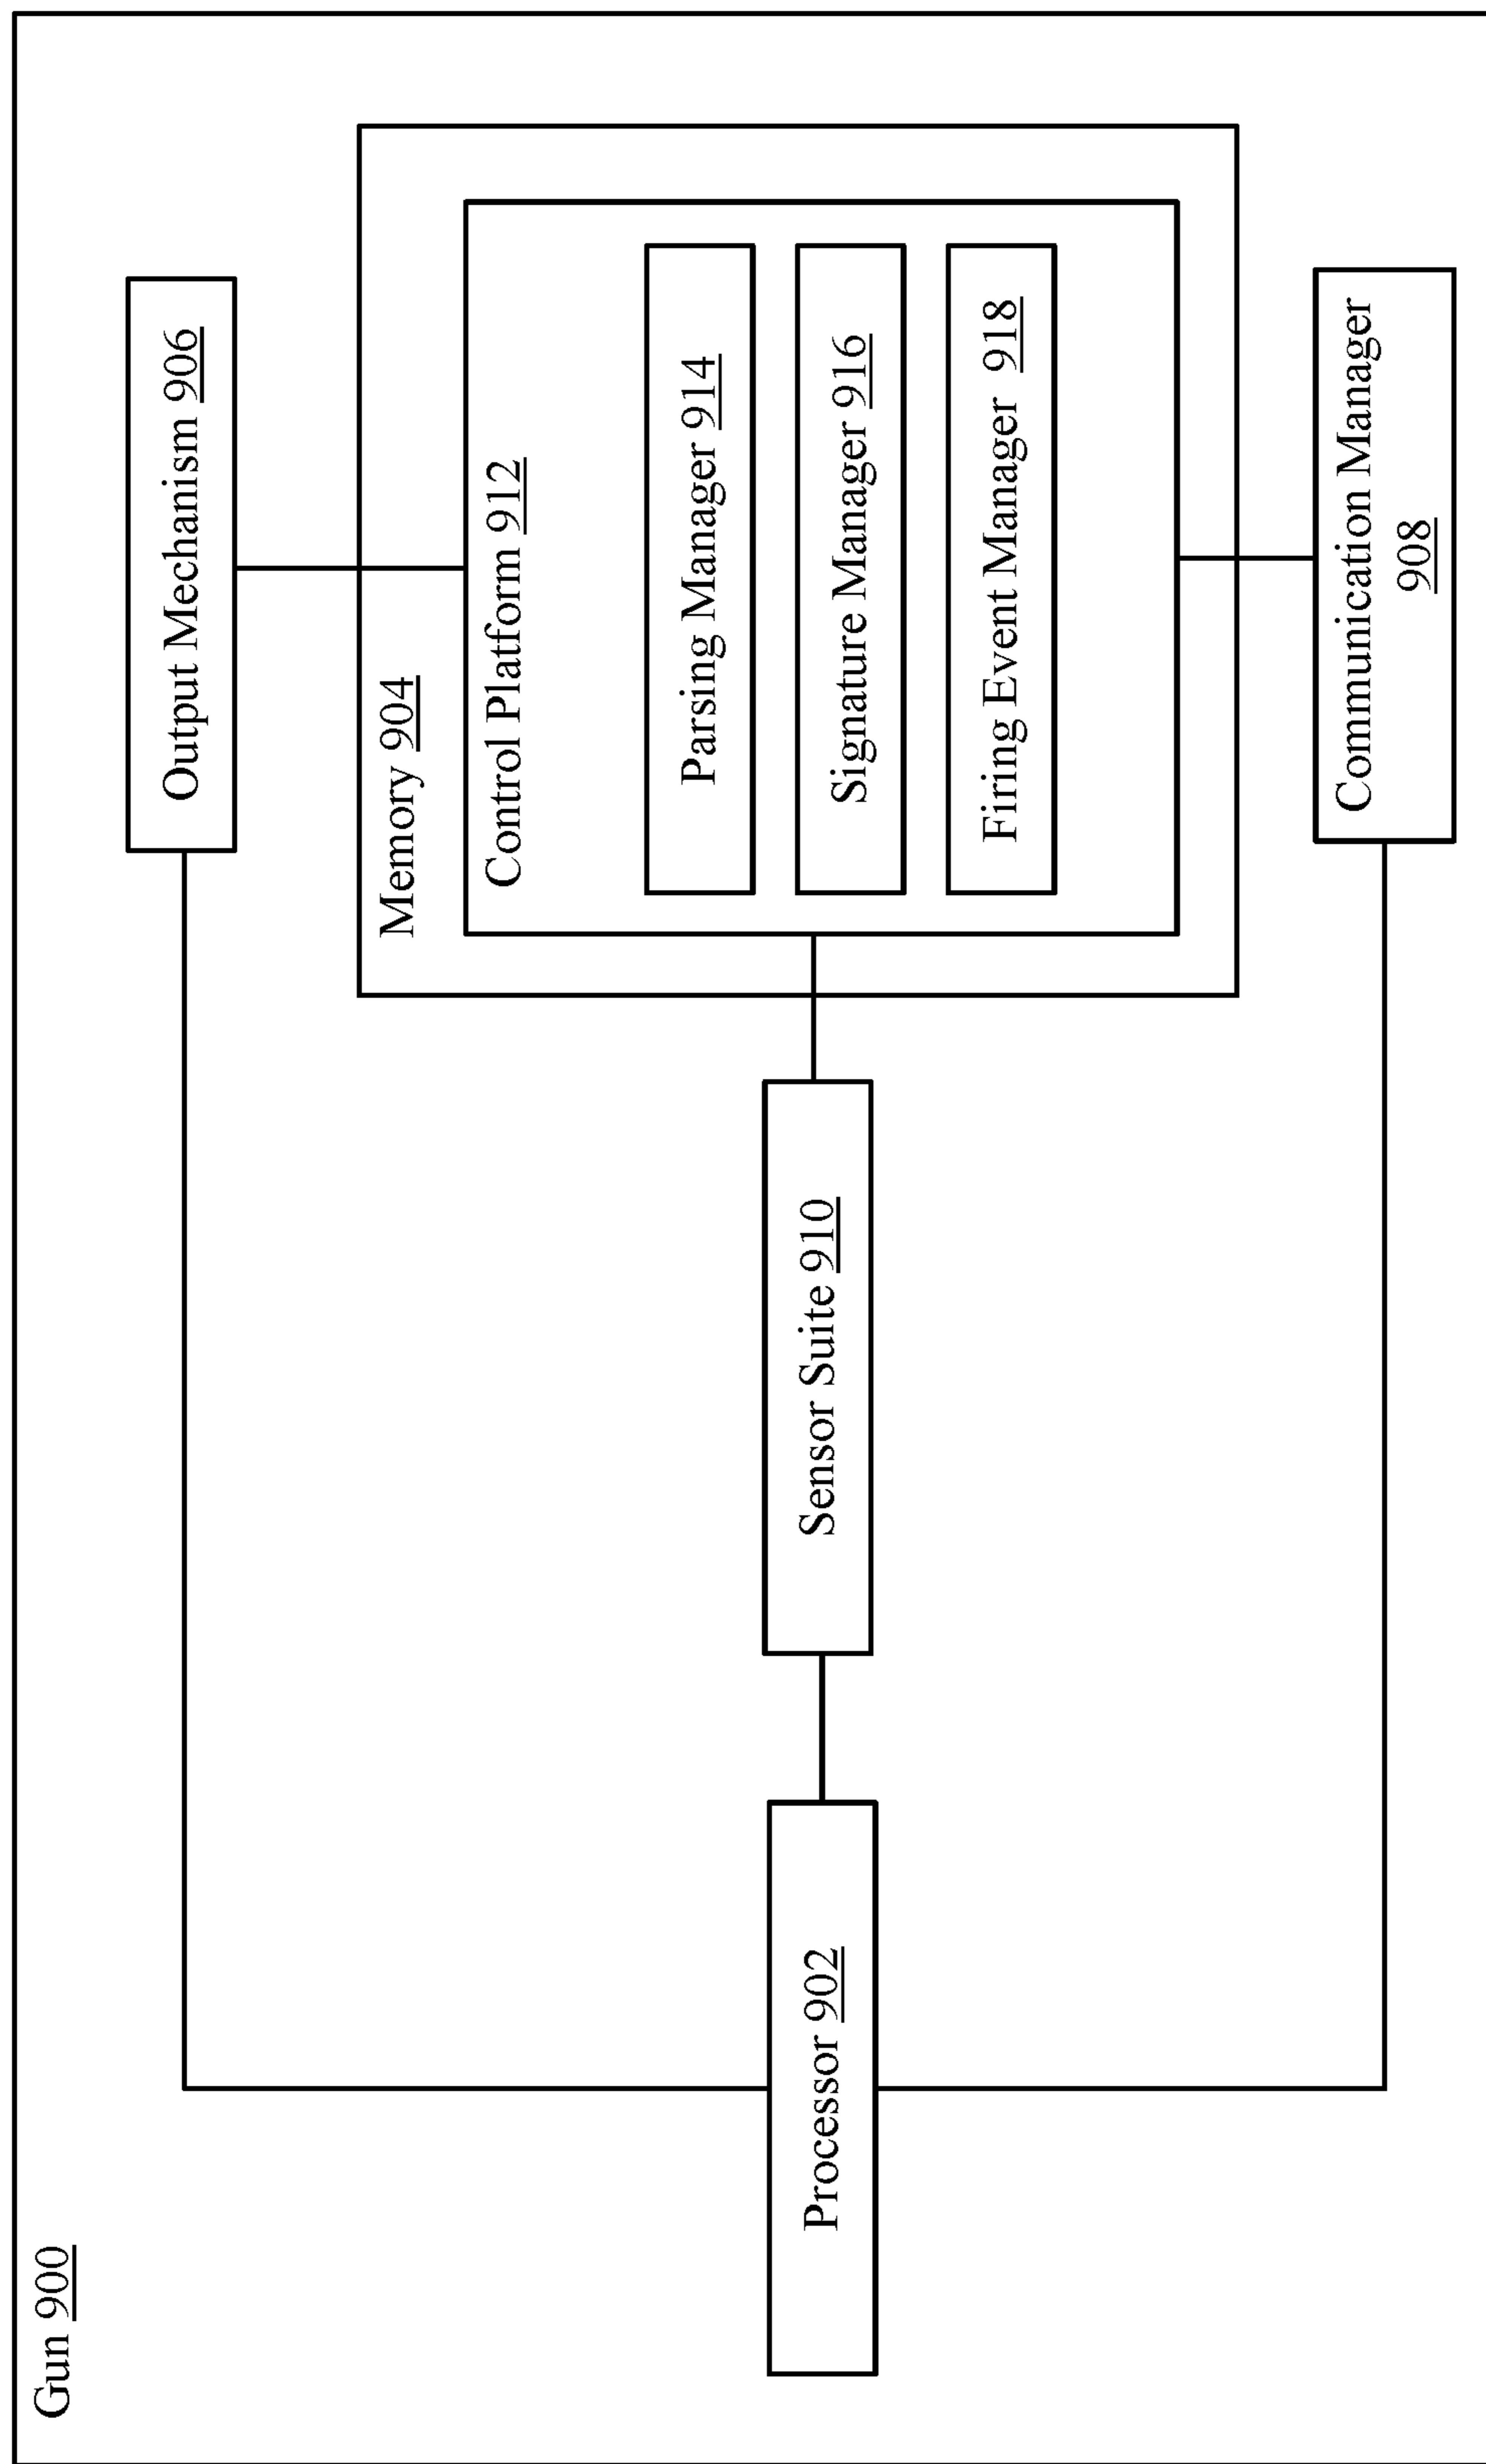 Gun 900
Output Mechanism 906
Memory 904
Control Platform 912
Parsing Manager 914
Signature Manager 916
Firing Event Manager 918
Sensor Suite 910
Processor 902
Communication Manager
908